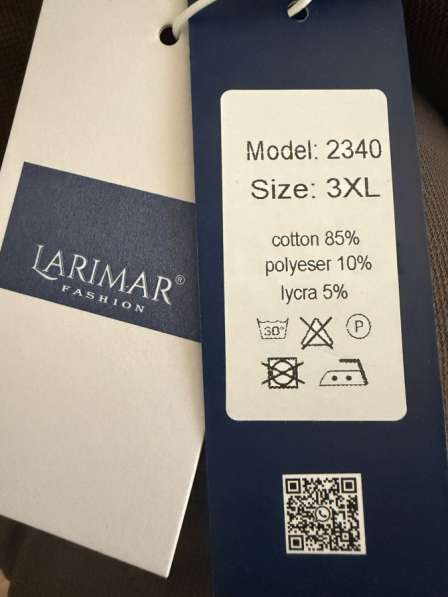 LARIMAR®
FASHION
Model: 2340
Size: 3XL
cotton 85%
polyeser 10%
lycra 5%
30°
P